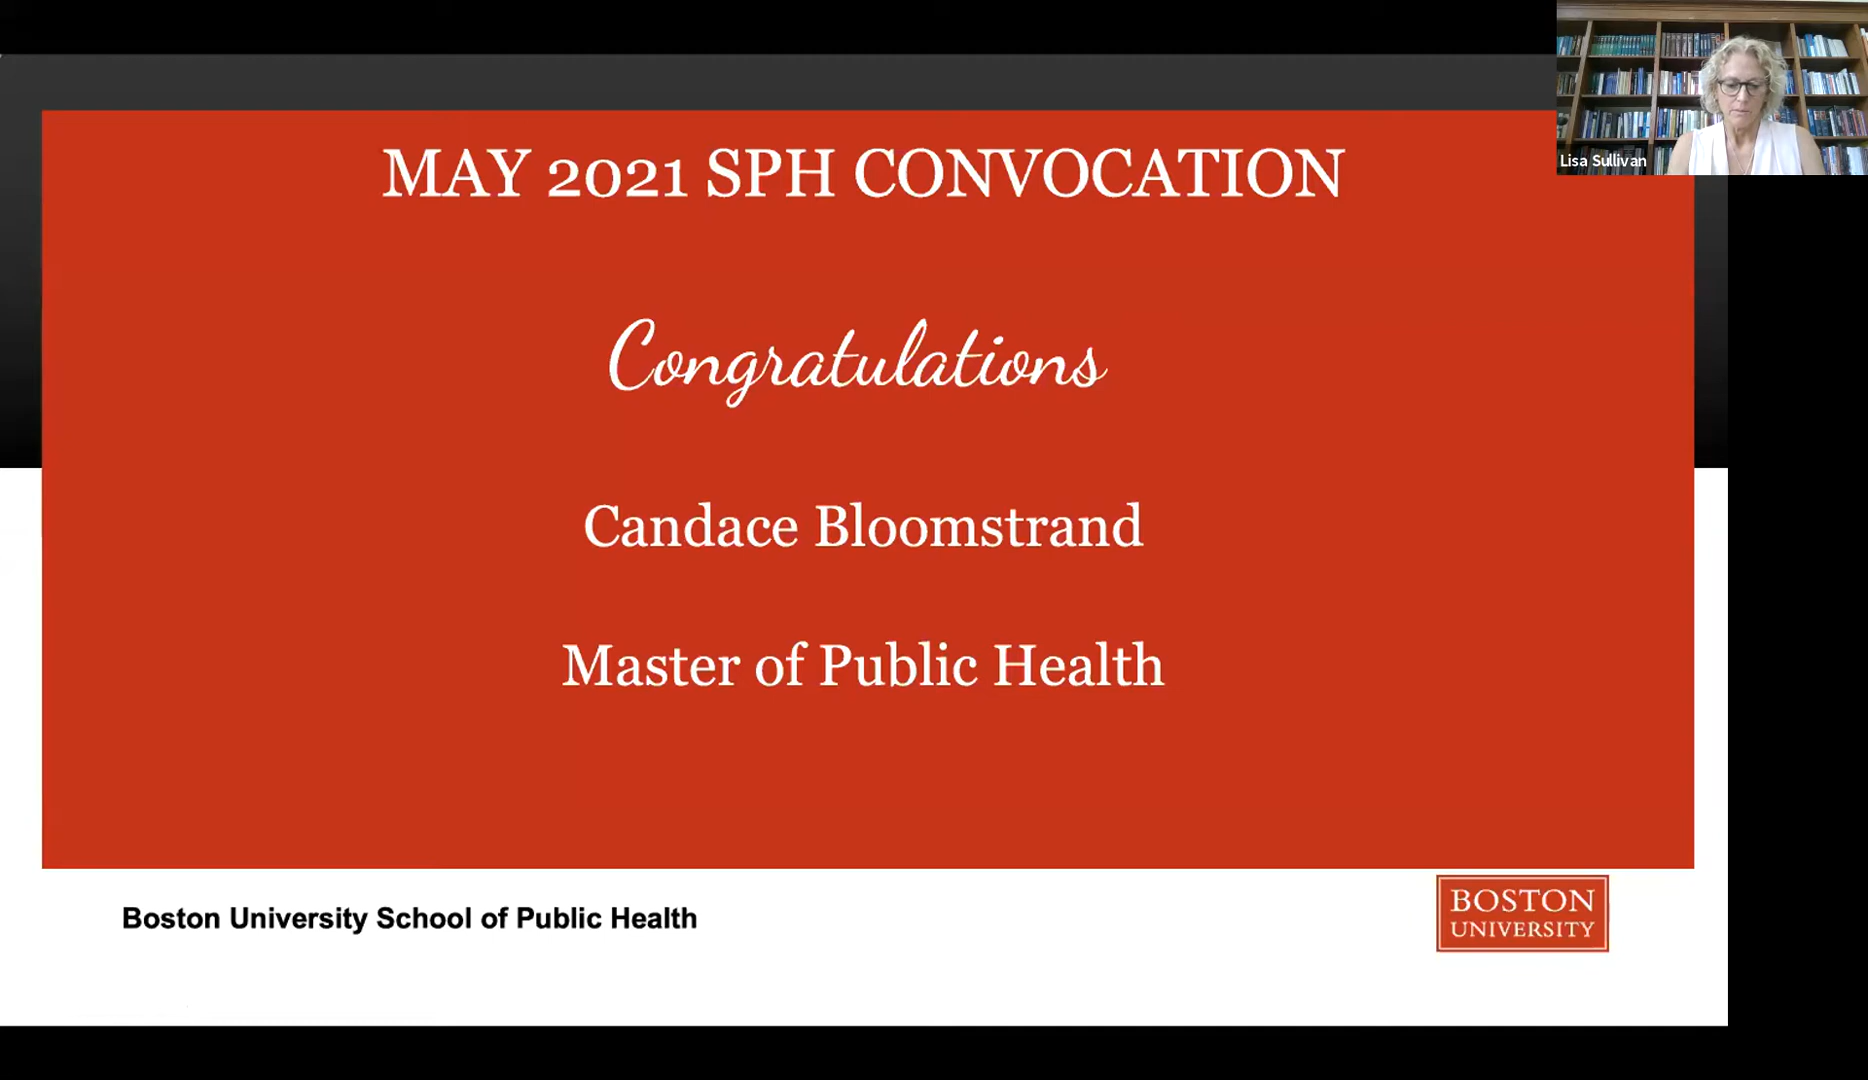 MAY 2021 SPH CONVOCATION
Lisa Sullivan
Congratulations
Candace Bloomstrand
Master of Public Health
Boston University School of Public Health
BOSTON
UNIVERSITY